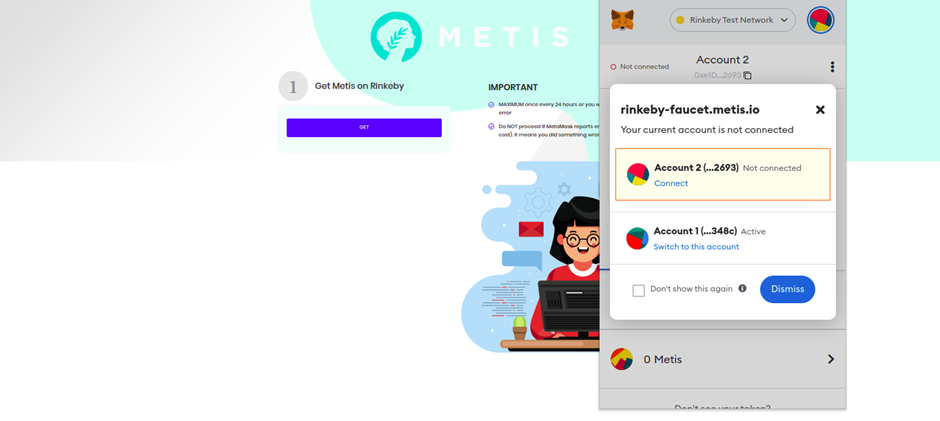 METIS
1
Get Metis on Rinkeby
GET
IMPORTANT
MAXIMUM once every 24 hours or you w
error
Do NOT proceed if MetaMask reports er
cost). It means you did something wron
Rinkeby Test Network
Not connected
Account 2
0xe1D...2693
rinkeby-faucet.metis.io
Your current account is not connected
Account 2 (...2693) Not connected
Connect
Account 1 (...348c) Active
Switch to this account
Don't show this again
Dismiss
0 Metis
Don't see your token?